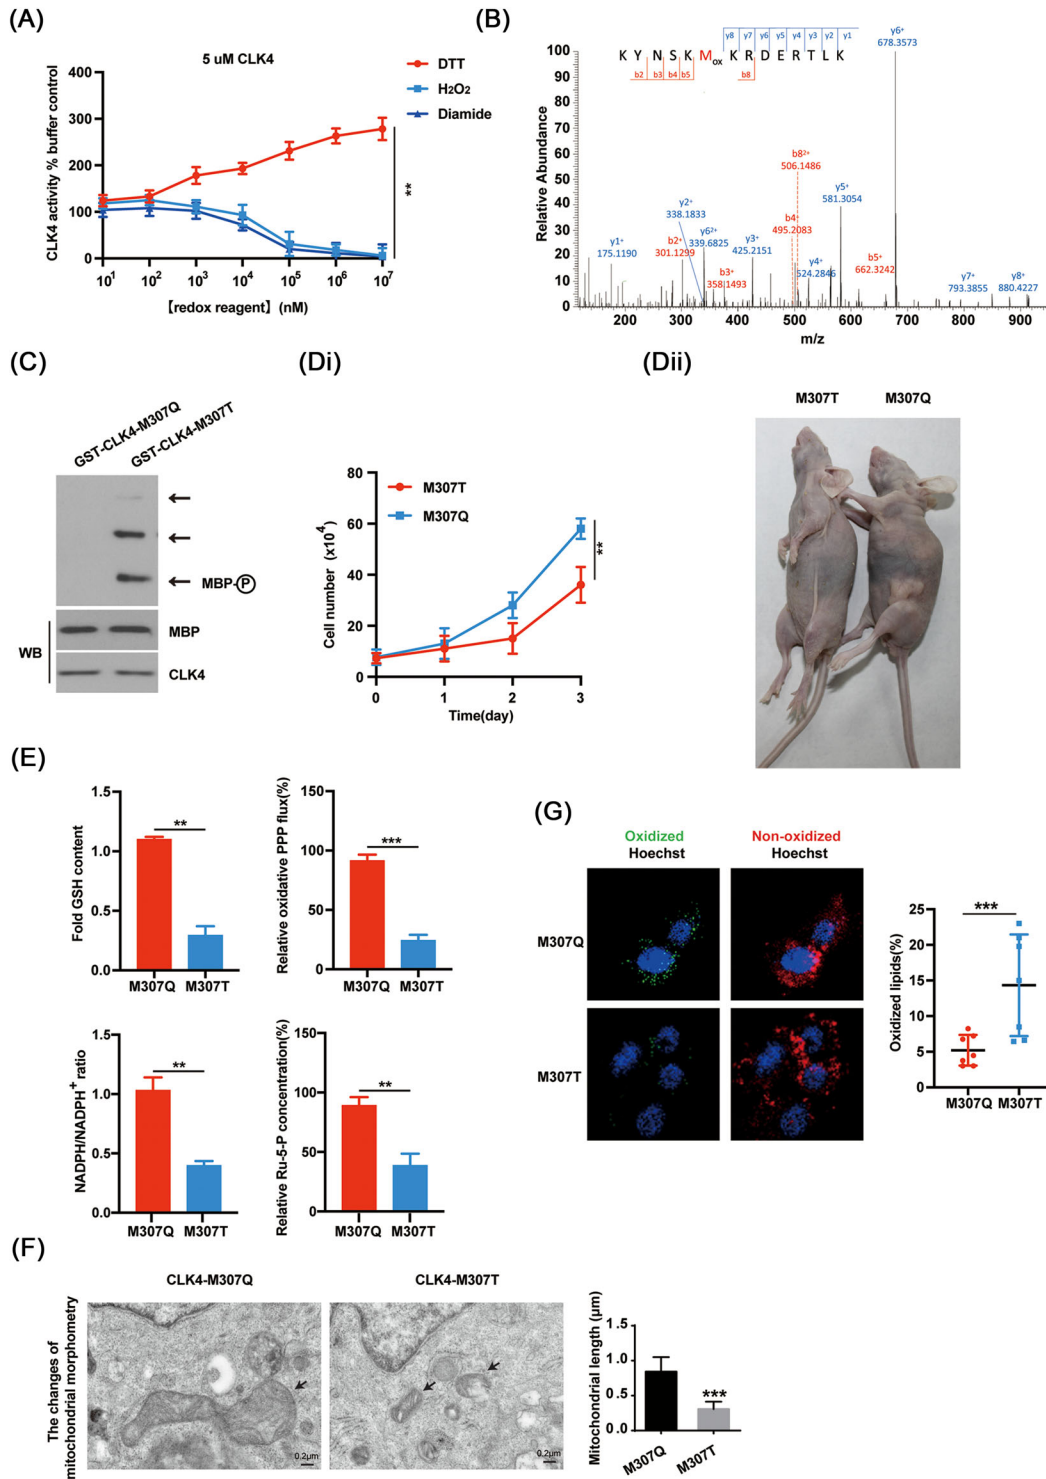 (A)
5 uM CLK4
DTT
H₂O₂
Diamide
400
300
200
100
0
CLK4 activity % buffer control
**
10¹ 10² 10³ 10⁴ 10⁵ 10⁶ 10⁷
【redox reagent】 (nM)
(B)
y8 y7 y6 y5 y4 y3 y2 y1
K Y N S K Mox K R D E R T L K
b2 b3 b4 b5 b8
Relative Abundance
100
90
80
70
60
50
40
30
20
10
0
y6⁺
678.3573
b8²⁺
506.1486
y5⁺
581.3054
y2⁺
338.1833
b4⁺
495.2083
y1⁺
175.1190
b2⁺
301.1299
y6²⁺
339.6825
y3⁺
425.2151
b3⁺
358.1493
y4⁺
524.2846
b5⁺
662.3242
y7⁺
793.3855
y8⁺
880.4227
200 300 400 500 600 700 800 900
m/z
(C)
GST-CLK4-M307Q
GST-CLK4-M307T
MBP-Ⓟ
WB
MBP
CLK4
(Di)
M307T
M307Q
80
60
40
20
0
Cell number (x10⁴)
**
0 1 2 3
Time(day)
(Dii)
M307T M307Q
(E)
Fold GSH content
1.5
1.0
0.5
0.0
**
M307Q M307T
Relative oxidative PPP flux(%)
150
100
50
0
***
M307Q M307T
NADPH/NADPH⁺ ratio
1.5
1.0
0.5
0.0
**
M307Q M307T
Relative Ru-5-P concentration(%)
150
100
50
0
**
M307Q M307T
(G)
Oxidized
Hoechst
Non-oxidized
Hoechst
M307Q
M307T
Oxidized lipids(%)
25
20
15
10
5
0
***
M307Q M307T
(F)
The changes of
mitochondrial morphometry
CLK4-M307Q
0.2μm
CLK4-M307T
0.2μm
Mitochondrial length (μm)
1.5
1.0
0.5
0.0
***
M307Q
M307T